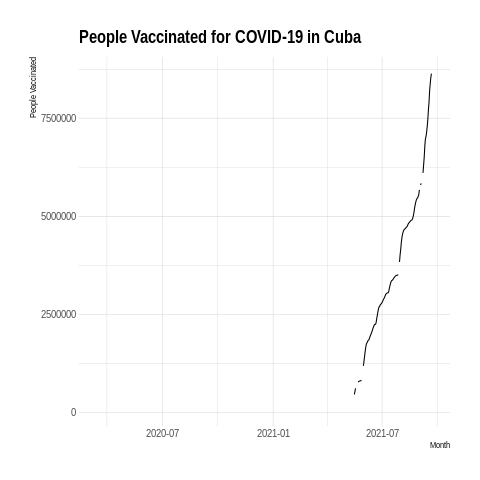 People Vaccinated for COVID-19 in Cuba
People Vaccinated
7500000
5000000
2500000
0
2020-07
2021-01
2021-07
Month